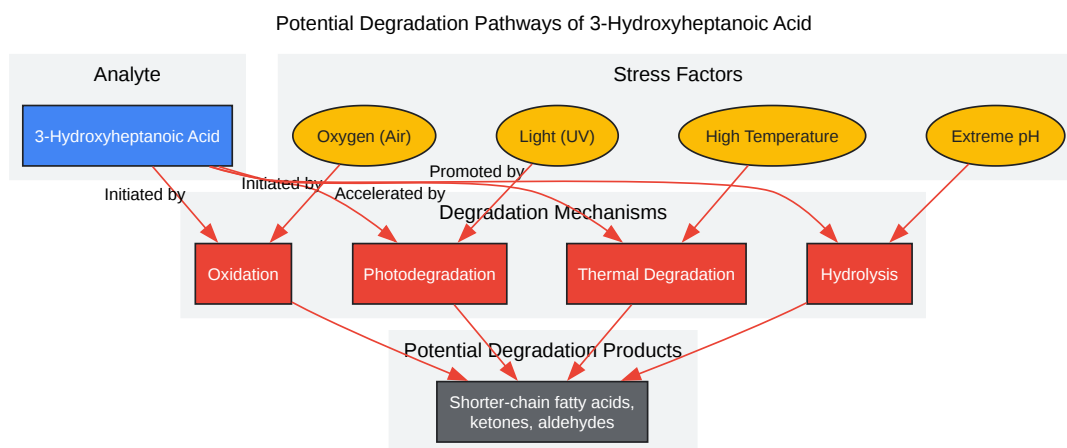 Potential Degradation Pathways of 3-Hydroxyheptanoic Acid
Analyte
Stress Factors
3-Hydroxyheptanoic Acid
Oxygen (Air)
Light (UV)
High Temperature
Extreme pH
Initiated by
Initiated by
Accelerated by
Promoted by
Degradation Mechanisms
Oxidation
Photodegradation
Thermal Degradation
Hydrolysis
Potential Degradation Products
Shorter-chain fatty acids,
ketones, aldehydes